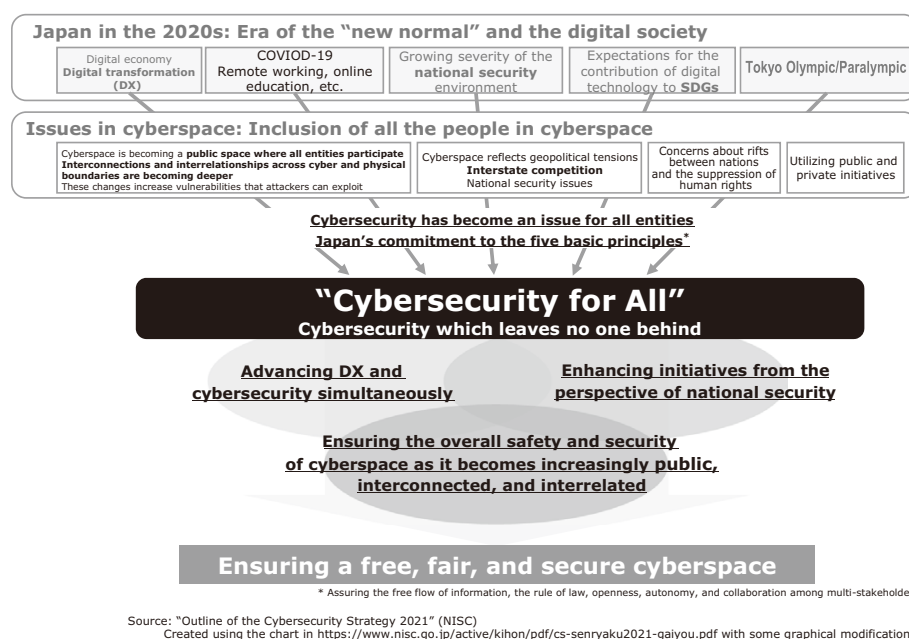 Japan in the 2020s: Era of the “new normal” and the digital society
Digital economy
Digital transformation
(DX)
COVIOD-19
Remote working, online
education, etc.
Growing severity of the
national security
environment
Expectations for the
contribution of digital
technology to SDGs
Tokyo Olympic/Paralympic
Issues in cyberspace: Inclusion of all the people in cyberspace
Cyberspace is becoming a public space where all entities participate
Interconnections and interrelationships across cyber and physical
boundaries are becoming deeper
These changes increase vulnerabilities that attackers can exploit
Cyberspace reflects geopolitical tensions
Interstate competition
National security issues
Concerns about rifts
between nations
and the suppression of
human rights
Utilizing public and
private initiatives
Cybersecurity has become an issue for all entities
Japan’s commitment to the five basic principles*
“Cybersecurity for All”
Cybersecurity which leaves no one behind
Advancing DX and
cybersecurity simultaneously
Enhancing initiatives from the
perspective of national security
Ensuring the overall safety and security
of cyberspace as it becomes increasingly public,
interconnected, and interrelated
Ensuring a free, fair, and secure cyberspace
* Assuring the free flow of information, the rule of law, openness, autonomy, and collaboration among multi-stakeholde
Source: “Outline of the Cybersecurity Strategy 2021” (NISC)
Created using the chart in https://www.nisc.go.jp/active/kihon/pdf/cs-senryaku2021-gaiyou.pdf with some graphical modification